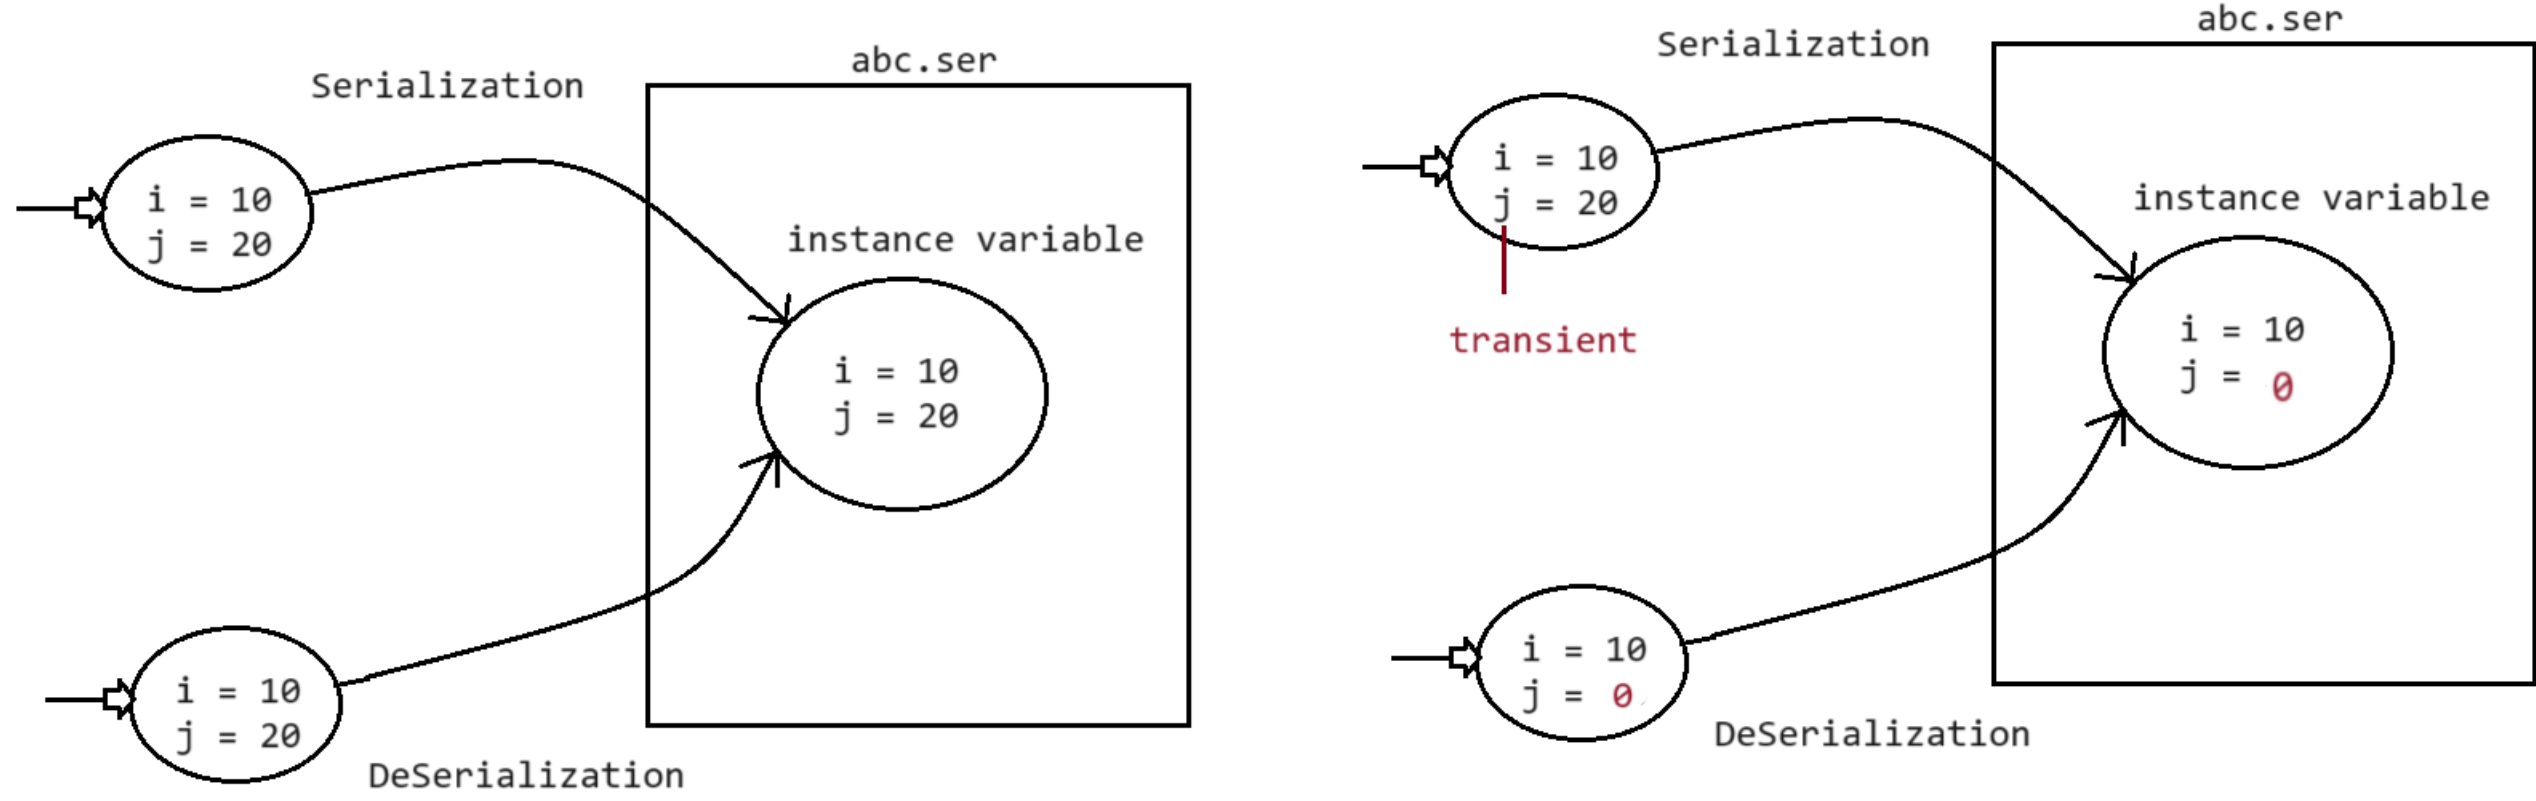 abc.ser
Serialization
i = 10
j = 20
instance variable
i = 10
j = 20
i = 10
j = 20
DeSerialization
abc.ser
Serialization
i = 10
j = 20
instance variable
transient
i = 10
j = 0
i = 10
j = 0
DeSerialization